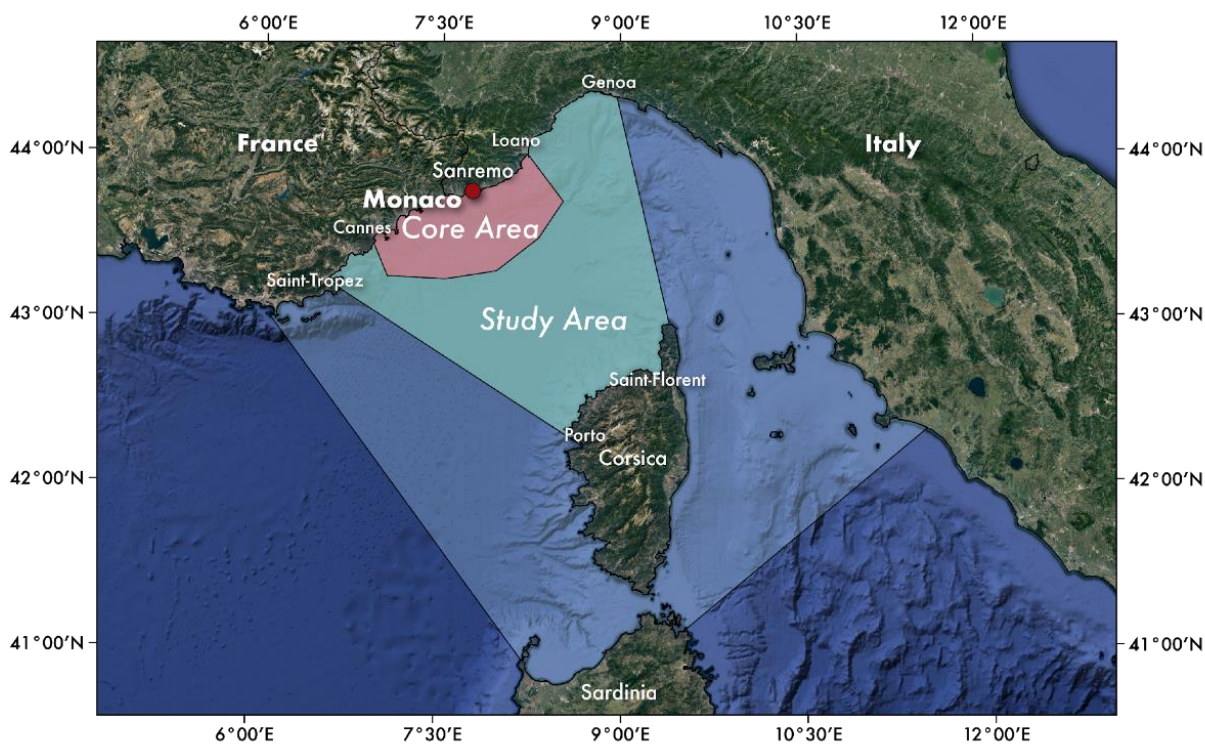 6°00′E 7°30′E 9°00′E 10°30′E 12°00′E
Genoa
44°00′N France Loano Italy 44°00′N
Sanremo
Monaco
Cannes Core Area
Saint-Tropez
43°00′N Study Area 43°00′N
Saint-Florent
Porto
Corsica
42°00′N 42°00′N
41°00′N 41°00′N
Sardinia
6°00′E 7°30′E 9°00′E 10°30′E 12°00′E